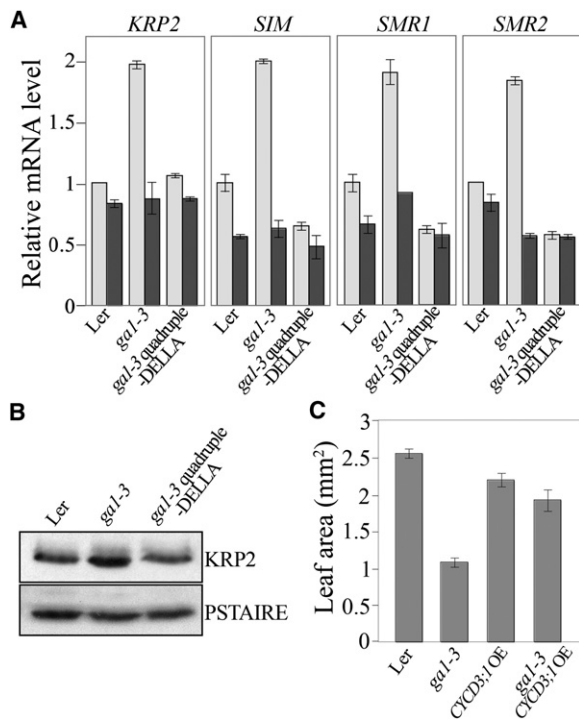 A
KRP2 SIM SMR1 SMR2
Relative mRNA level
2
1.5
1
0.5
0
Ler
ga1-3
ga1-3 quadruple
-DELLA
Ler
ga1-3
ga1-3 quadruple
-DELLA
Ler
ga1-3
ga1-3 quadruple
-DELLA
Ler
ga1-3
ga1-3 quadruple
-DELLA
B
Ler
ga1-3
ga1-3 quadruple
-DELLA
KRP2
PSTAIRE
C
Leaf area (mm²)
3
2.5
2
1
1.5
0
Ler
ga1-3
CYCD3;1 OE
ga1-3
CYCD3;1 OE